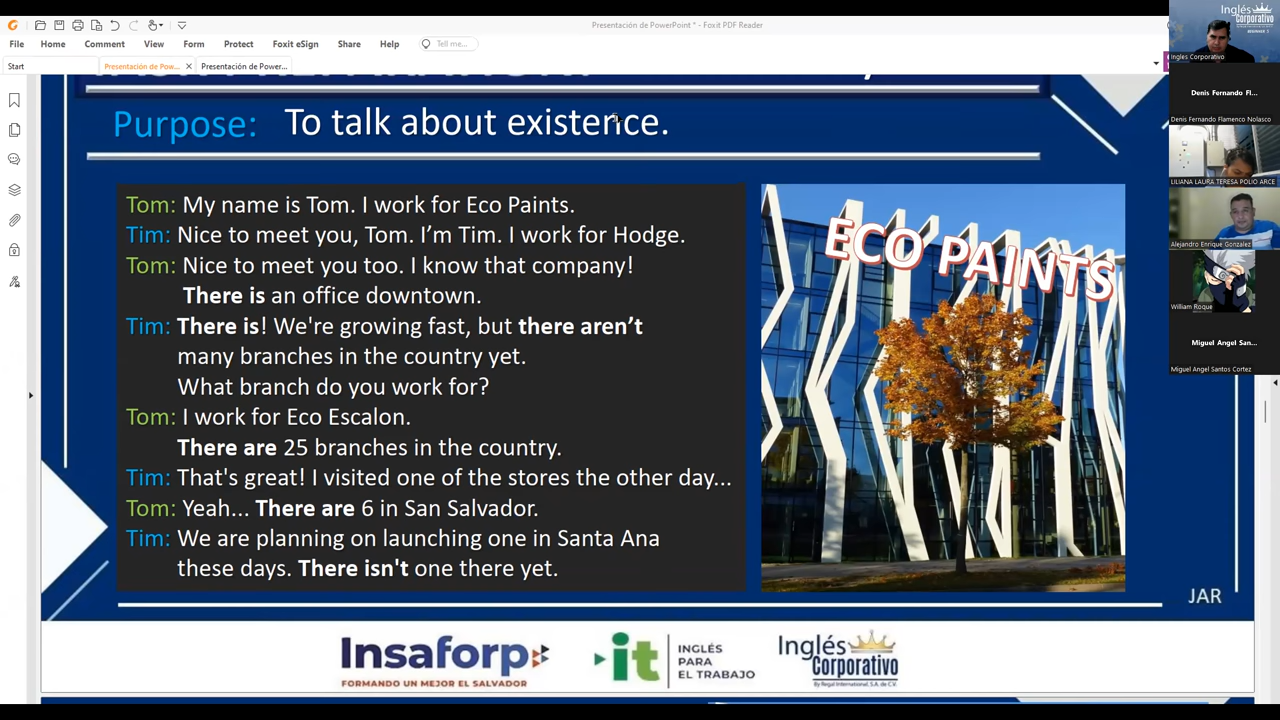 Presentación de PowerPoint * - Foxit PDF Reader
File Home Comment View Form Protect Foxit eSign Share Help Tell me...
Start Presentación de Pow... Presentación de Power...
Purpose: To talk about existence.
Tom: My name is Tom. I work for Eco Paints.
Tim: Nice to meet you, Tom. I'm Tim. I work for Hodge.
Tom: Nice to meet you too. I know that company!
There is an office downtown.
Tim: There is! We're growing fast, but there aren't
many branches in the country yet.
What branch do you work for?
Tom: I work for Eco Escalon.
There are 25 branches in the country.
Tim: That's great! I visited one of the stores the other day...
Tom: Yeah... There are 6 in San Salvador.
Tim: We are planning on launching one in Santa Ana
these days. There isn't one there yet.
ECO PAINTS
JAR
Insaforp
FORMANDO UN MEJOR EL SALVADOR
it
INGLÉS
PARA
EL TRABAJO
Inglés
Corporativo
By Regal International, S.A. de C.V.
Inglés
Corporativo
BEGINNER 2
Ingles Corporativo
Denis Fernando Fl...
Denis Fernando Flamenco Nolasco
LILIANA LAURA TERESA POLIO ARCE
Alejandro Enrique Gonzalez
William Roque
Miguel Angel San...
Miguel Angel Santos Cortez